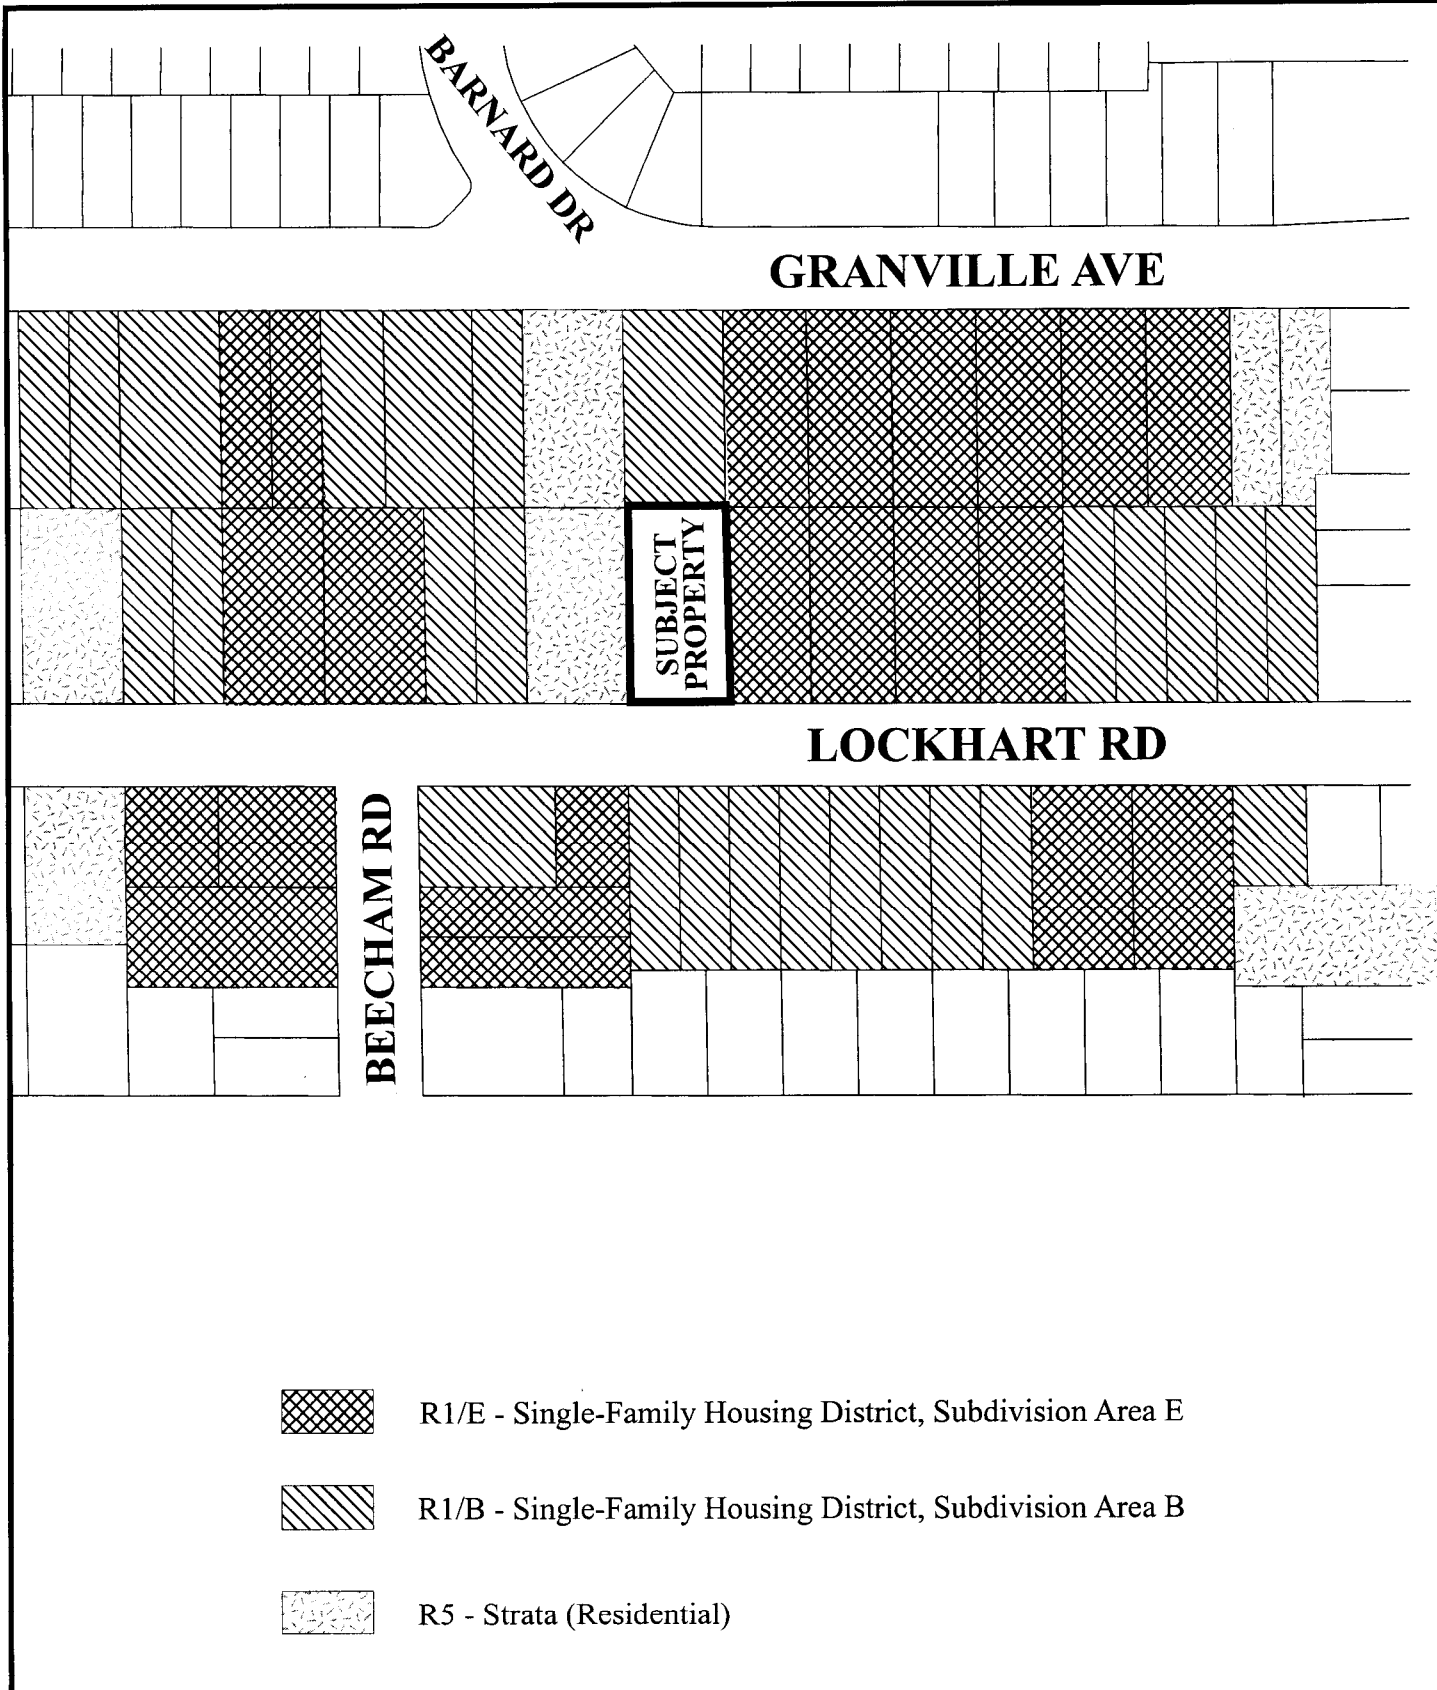 BARNARD DR
GRANVILLE AVE
SUBJECT
PROPERTY
LOCKHART RD
BEECHAM RD
R1/E - Single-Family Housing District, Subdivision Area E
R1/B - Single-Family Housing District, Subdivision Area B
R5 - Strata (Residential)